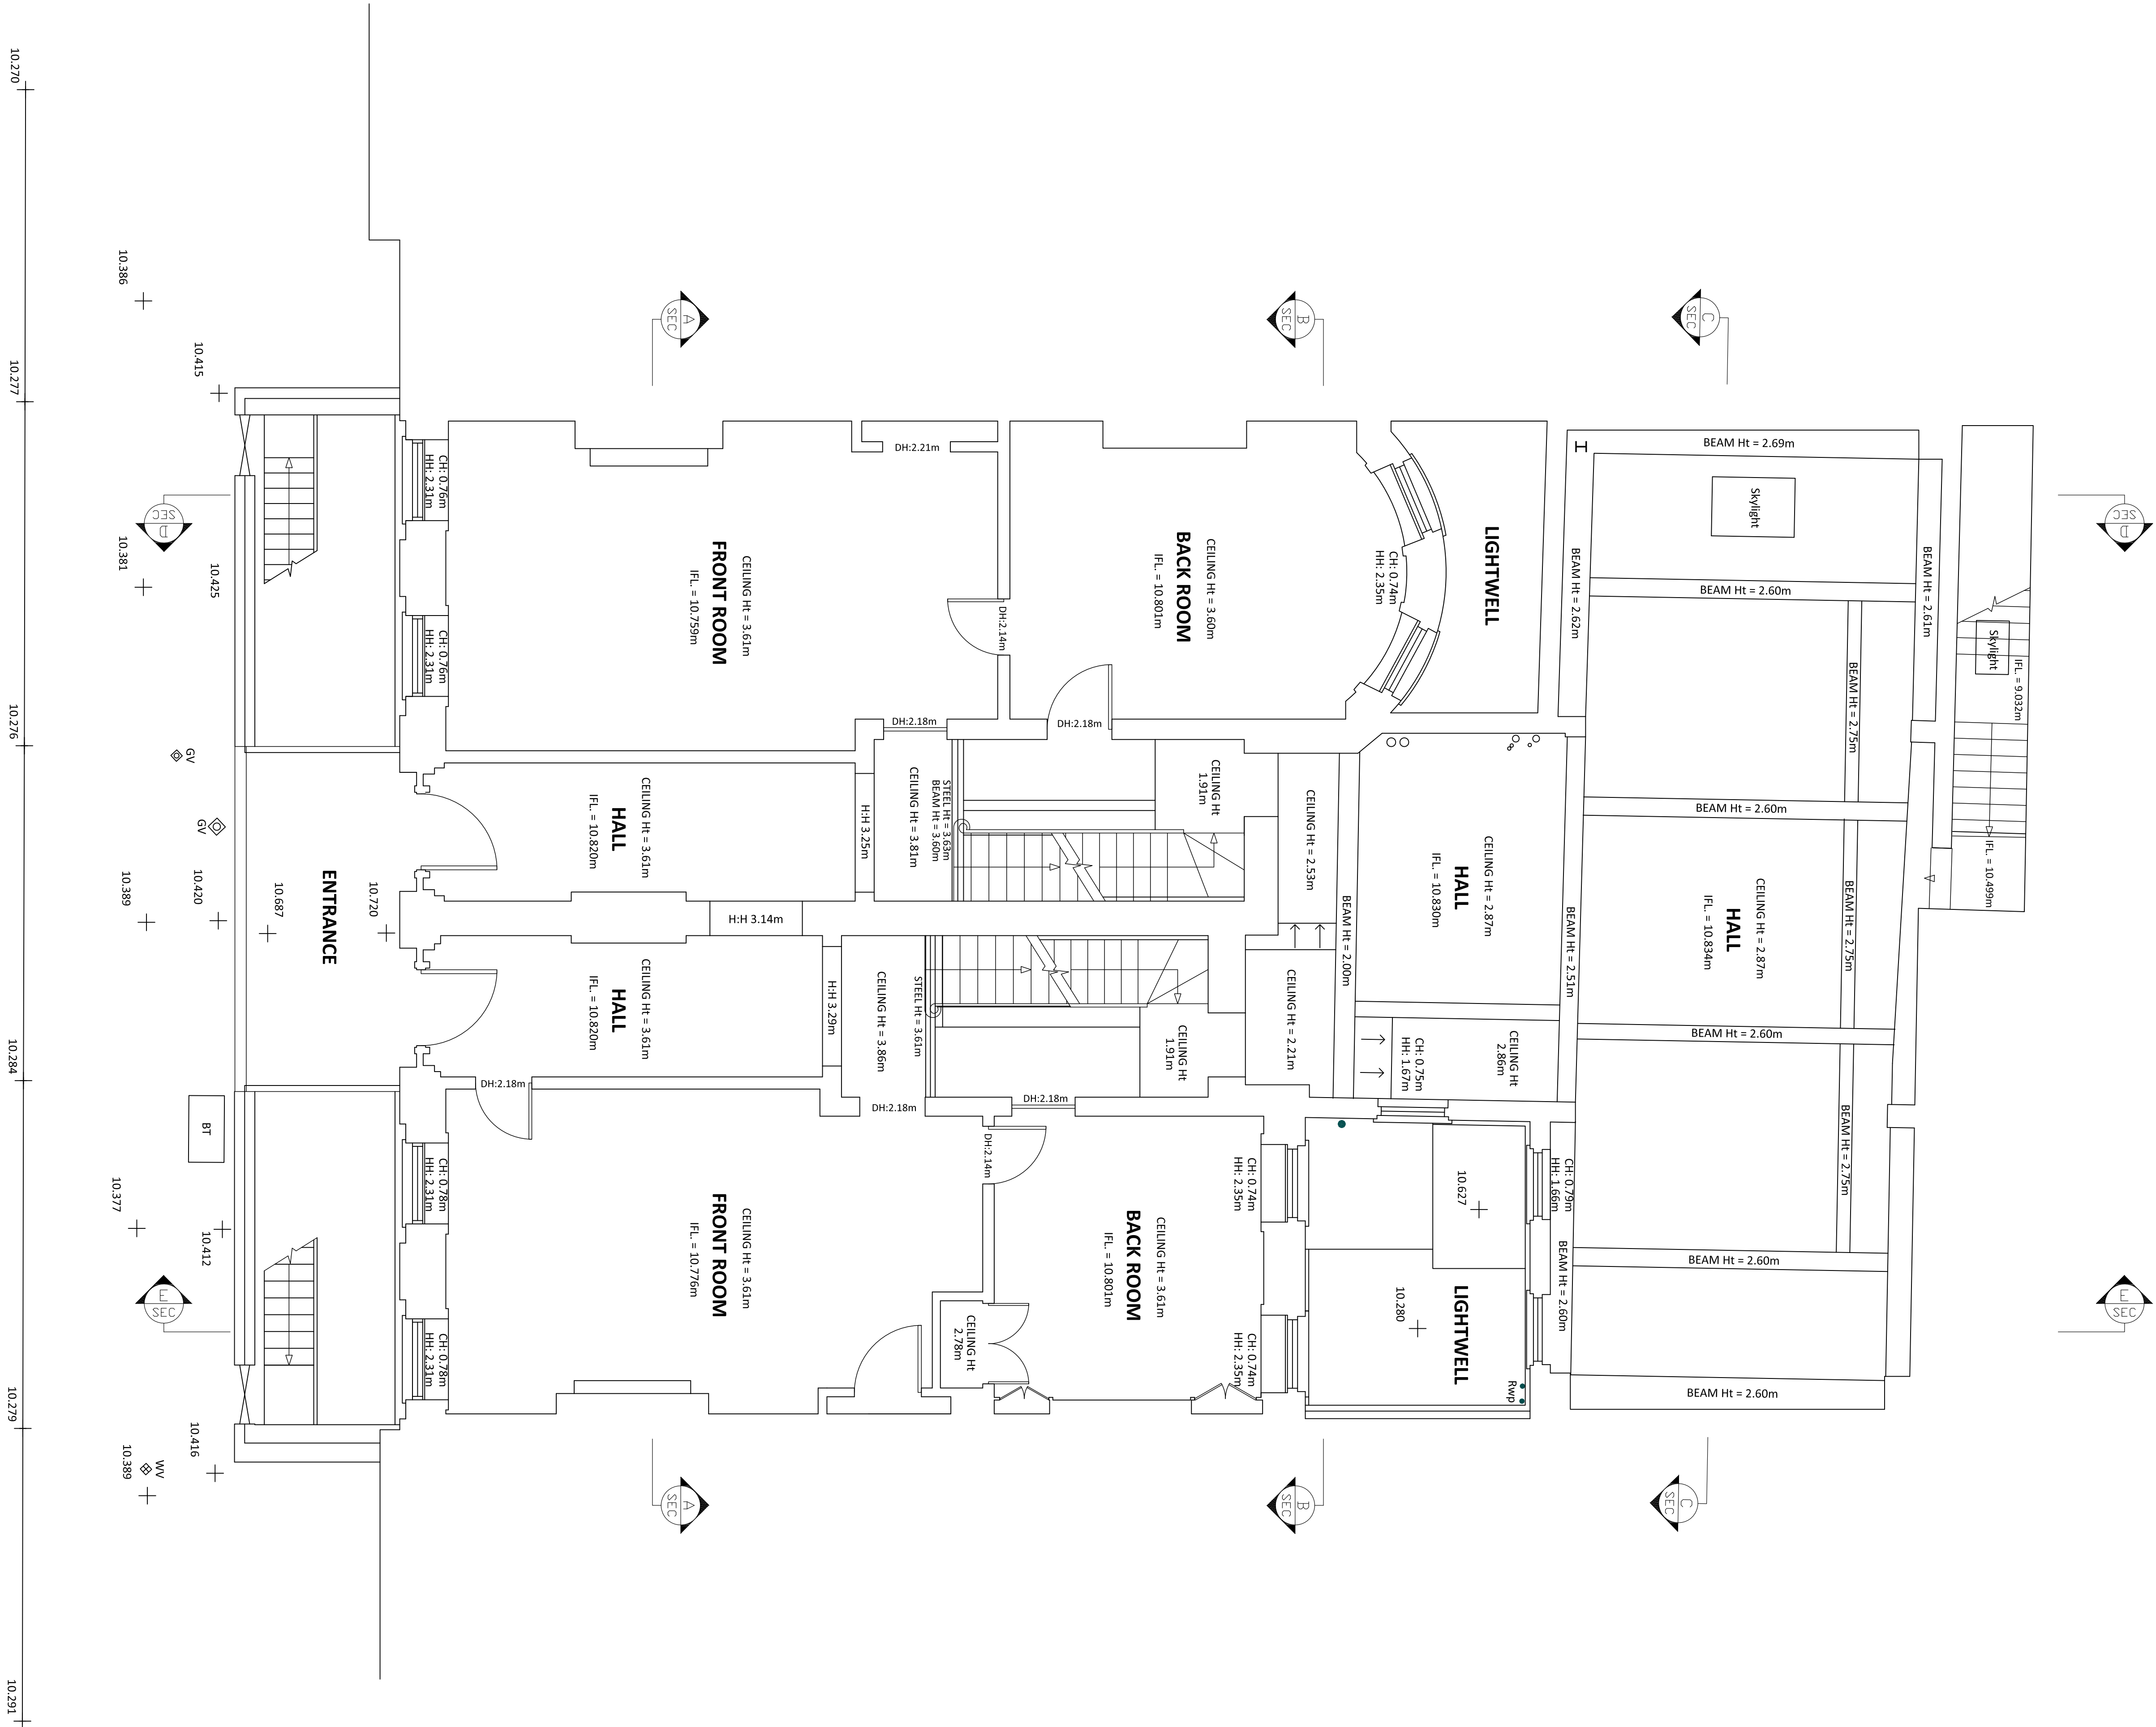 10.270
10.277
10.276
10.284
10.279
10.291
10.386
10.415
10.381
10.425
GV
GV
10.389
10.420
10.687
10.720
ENTRANCE
BT
10.377
10.412
10.416
10.389
WV
A
SEC
B
SEC
C
SEC
D
SEC
D
SEC
E
SEC
E
SEC
A
SEC
B
SEC
C
SEC
CH: 0.76m
HH: 2.31m
CH: 0.76m
HH: 2.31m
CEILING Ht = 3.61m
FRONT ROOM
IFL. = 10.759m
DH:2.21m
DH:2.14m
DH:2.18m
DH:2.18m
CEILING Ht = 3.60m
BACK ROOM
IFL. = 10.801m
CH: 0.74m
HH: 2.35m
LIGHTWELL
CEILING Ht = 3.61m
HALL
IFL. = 10.820m
H:H 3.25m
CEILING Ht = 3.81m
STEEL Ht = 3.63m
BEAM Ht = 3.60m
CEILING Ht
1.91m
CEILING Ht = 2.53m
H:H 3.14m
CEILING Ht = 3.61m
HALL
IFL. = 10.820m
H:H 3.29m
CEILING Ht = 3.86m
STEEL Ht = 3.61m
CEILING Ht
1.91m
CEILING Ht = 2.21m
BEAM Ht = 2.00m
CEILING Ht = 2.87m
HALL
IFL. = 10.830m
BEAM Ht = 2.51m
CEILING Ht
2.86m
CH: 0.75m
HH: 1.67m
DH:2.18m
DH:2.18m
DH:2.18m
DH:2.14m
CH: 0.78m
HH: 2.31m
CH: 0.78m
HH: 2.31m
CEILING Ht = 3.61m
FRONT ROOM
IFL. = 10.776m
CEILING Ht
2.78m
CEILING Ht = 3.61m
BACK ROOM
IFL. = 10.801m
CH: 0.74m
HH: 2.35m
CH: 0.74m
HH: 2.35m
10.627
10.280
LIGHTWELL
Rwp
CH: 0.79m
HH: 1.66m
BEAM Ht = 2.60m
BEAM Ht = 2.69m
Skylight
BEAM Ht = 2.62m
BEAM Ht = 2.61m
BEAM Ht = 2.60m
BEAM Ht = 2.75m
BEAM Ht = 2.60m
CEILING Ht = 2.87m
HALL
IFL. = 10.834m
BEAM Ht = 2.75m
BEAM Ht = 2.60m
BEAM Ht = 2.75m
BEAM Ht = 2.60m
BEAM Ht = 2.60m
Skylight
IFL. = 9.032m
IFL. = 10.499m